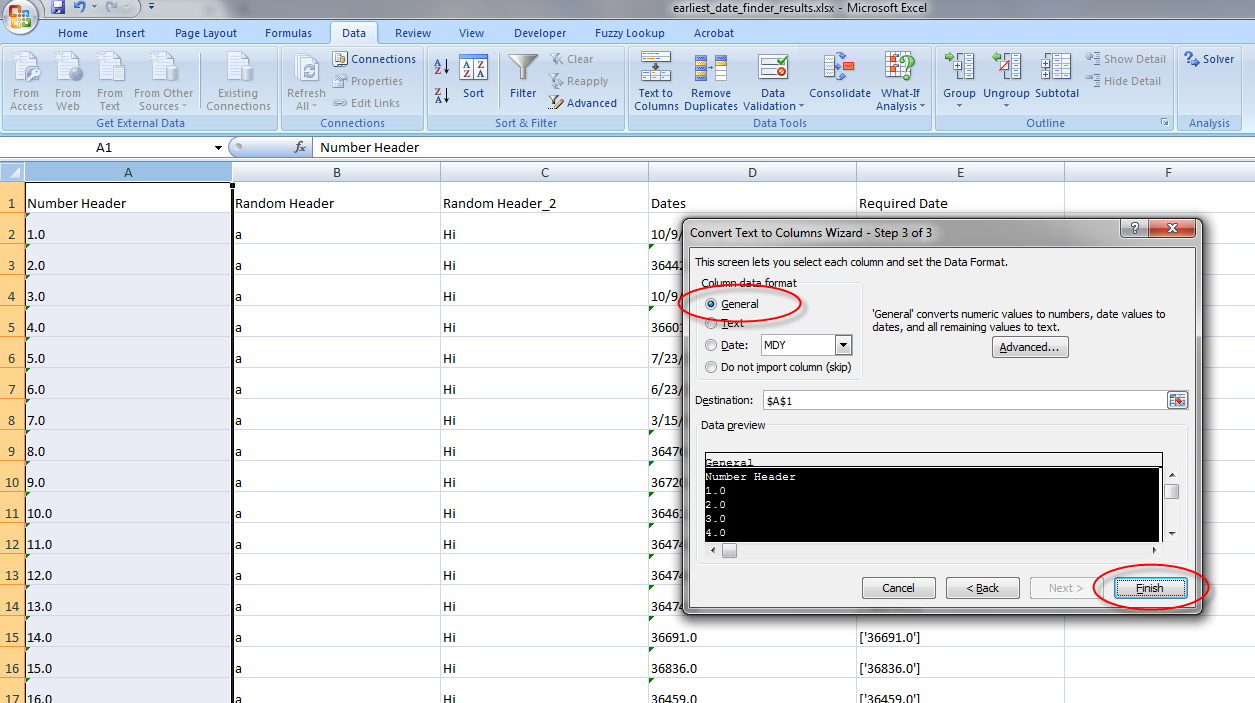 earliest_date_finder_results.xlsx - Microsoft Excel
Home Insert Page Layout Formulas Data Review View Developer Fuzzy Lookup Acrobat
From Access
From Web
From Text
From Other Sources
Existing Connections
Get External Data
Refresh All
Connections
Properties
Edit Links
Connections
Sort
Filter
Clear
Reapply
Advanced
Sort & Filter
Text to Columns
Remove Duplicates
Data Validation
Consolidate
What-If Analysis
Data Tools
Group
Ungroup
Subtotal
Show Detail
Hide Detail
Outline
Solver
Analysis
A1 fx Number Header
A B C D E F
1 Number Header Random Header Random Header_2 Dates Required Date
2 1.0 a Hi 10/9/
3 2.0 a Hi
4 3.0 a Hi 10/9/
5 4.0 a Hi
6 5.0 a Hi 7/23/
7 6.0 a Hi 6/23/
8 7.0 a Hi 3/15/
9 8.0 a Hi
10 9.0 a Hi
11 10.0 a Hi
12 11.0 a Hi
13 12.0 a Hi
14 13.0 a Hi
15 14.0 a Hi 36691.0 ['36691.0']
16 15.0 a Hi 36836.0 ['36836.0']
17 16.0 a Hi 36459.0 ['36459.0']
Convert Text to Columns Wizard - Step 3 of 3
This screen lets you select each column and set the Data Format.
Column data format
General
Text
Date: MDY
Do not import column (skip)
'General' converts numeric values to numbers, date values to
dates, and all remaining values to text.
Advanced...
Destination: $A$1
Data preview
General
Number Header
1.0
2.0
3.0
4.0
Cancel < Back Next > Finish